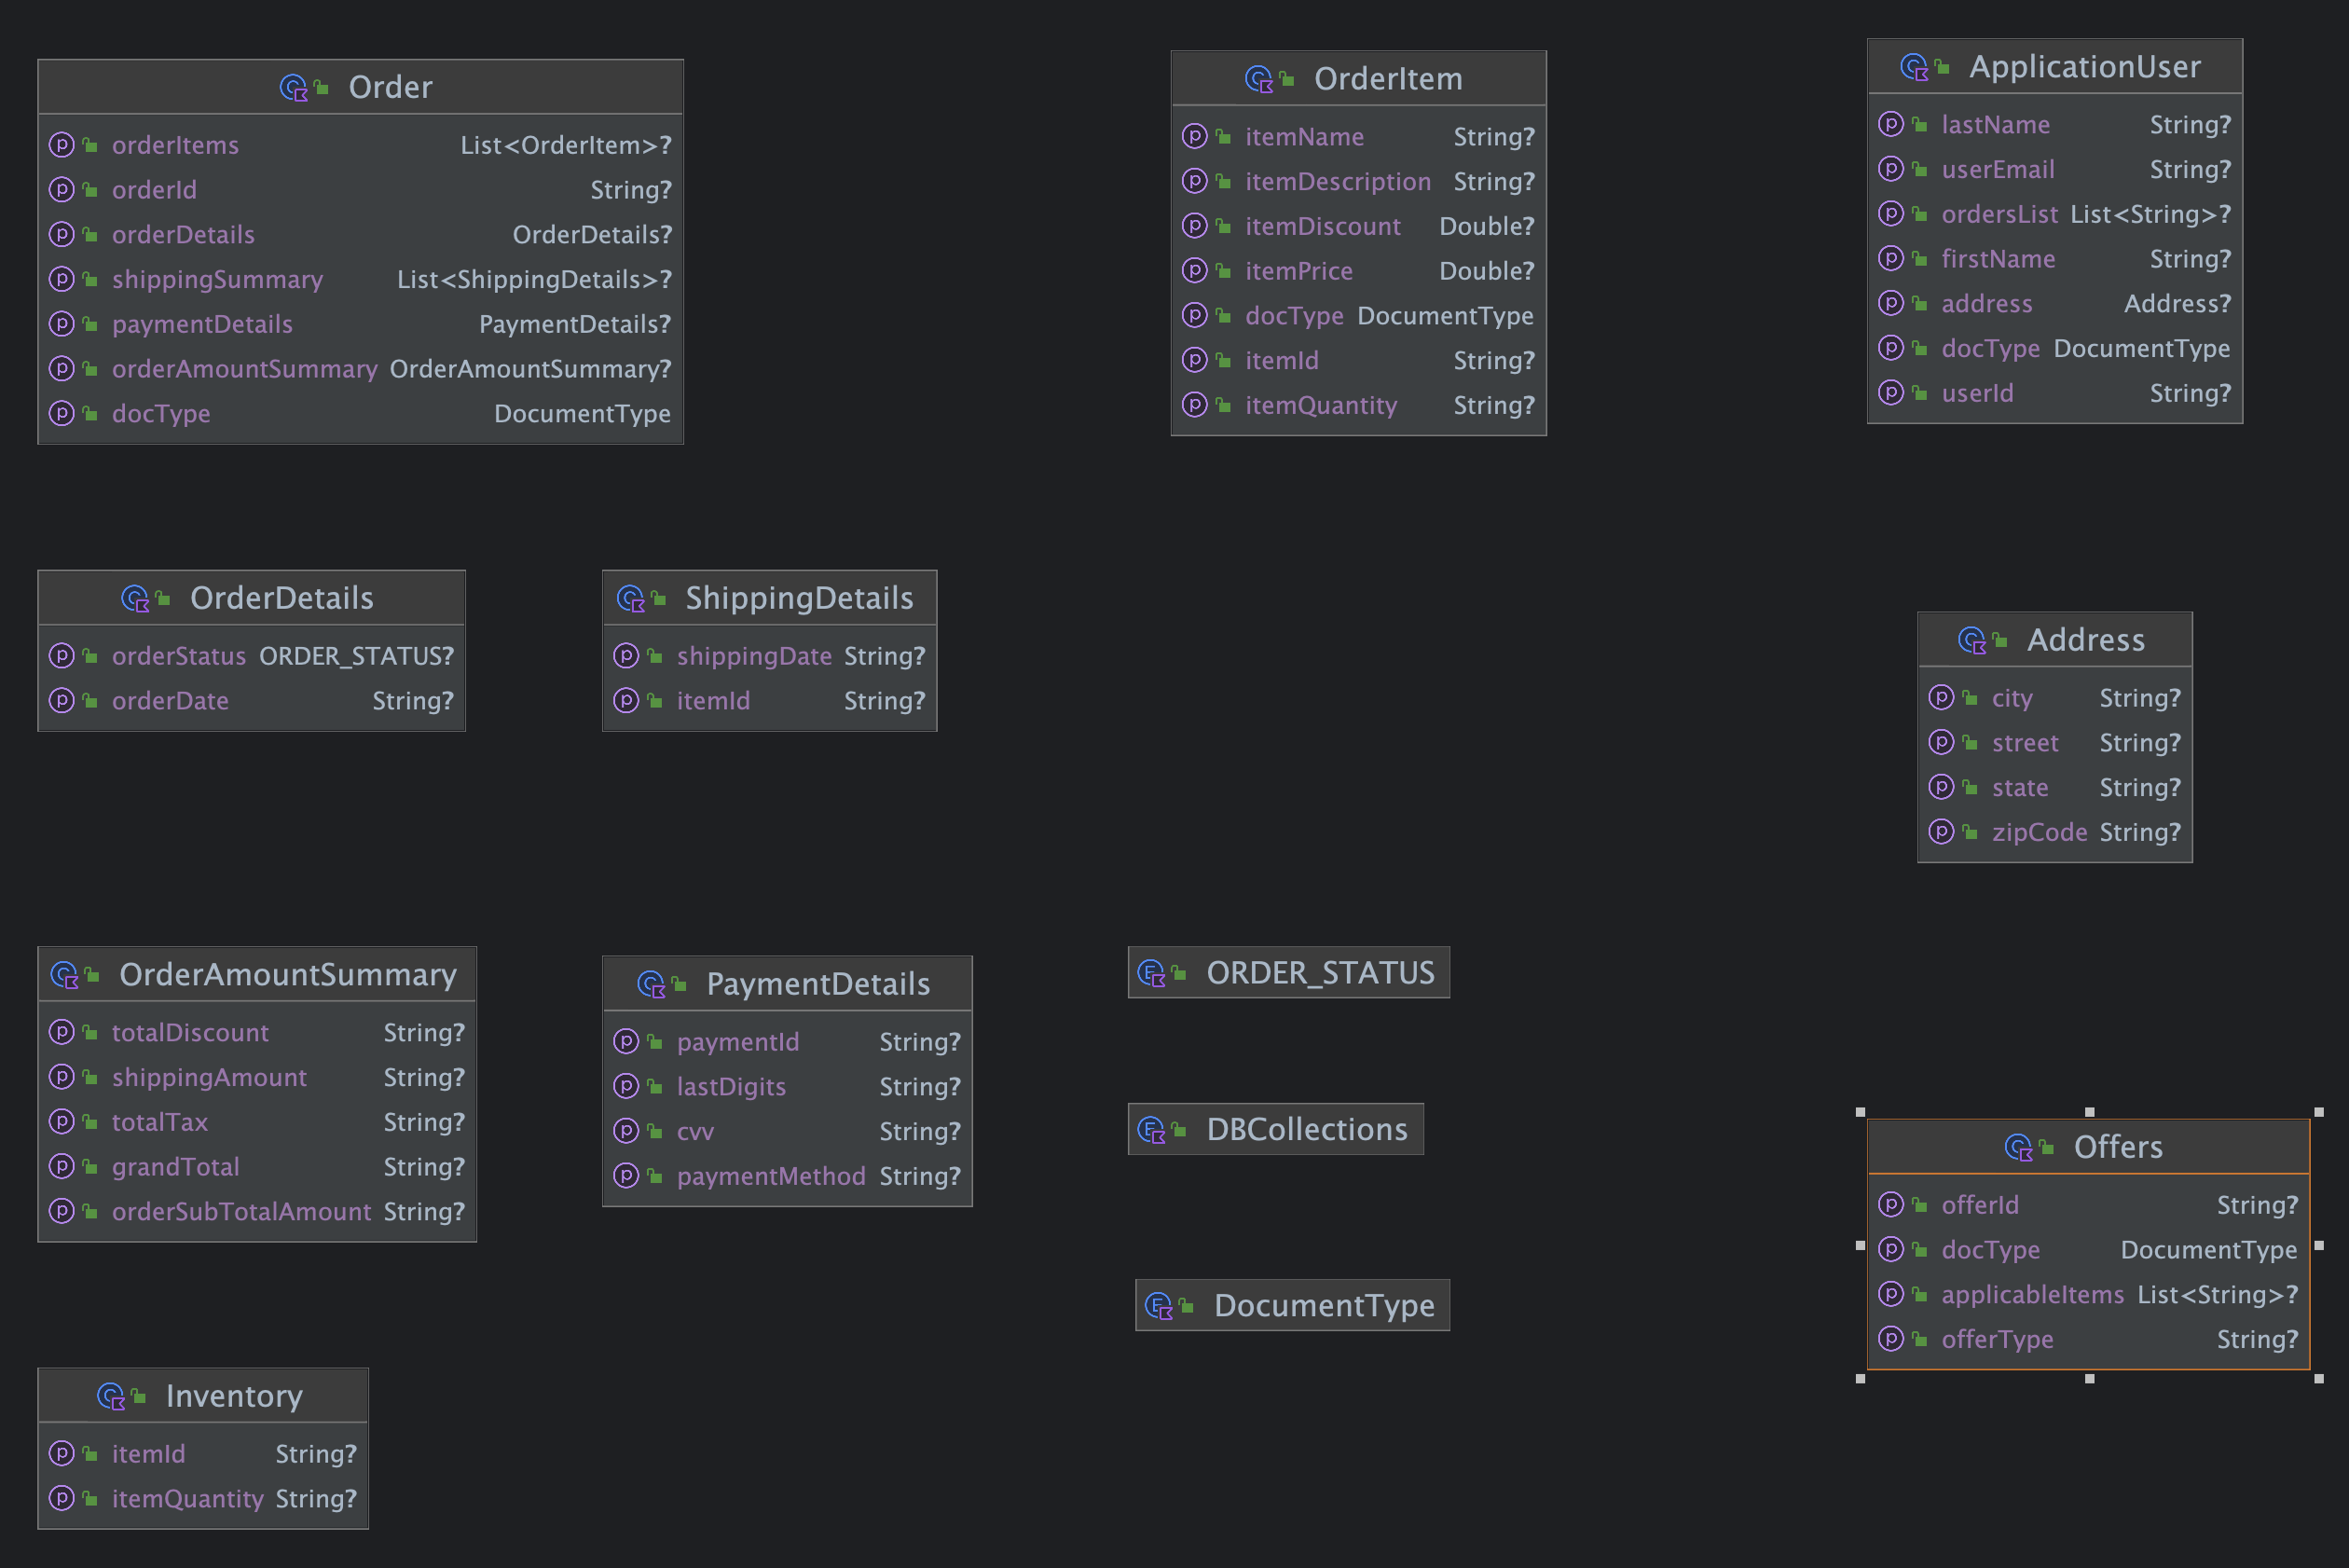 Order
orderItems List<OrderItem>?
orderId String?
orderDetails OrderDetails?
shippingSummary List<ShippingDetails>?
paymentDetails PaymentDetails?
orderAmountSummary OrderAmountSummary?
docType DocumentType
OrderItem
itemName String?
itemDescription String?
itemDiscount Double?
itemPrice Double?
docType DocumentType
itemId String?
itemQuantity String?
ApplicationUser
lastName String?
userEmail String?
ordersList List<String>?
firstName String?
address Address?
docType DocumentType
userId String?
OrderDetails
orderStatus ORDER_STATUS?
orderDate String?
ShippingDetails
shippingDate String?
itemId String?
Address
city String?
street String?
state String?
zipCode String?
OrderAmountSummary
totalDiscount String?
shippingAmount String?
totalTax String?
grandTotal String?
orderSubTotalAmount String?
PaymentDetails
paymentId String?
lastDigits String?
cvv String?
paymentMethod String?
ORDER_STATUS
DBCollections
DocumentType
Offers
offerId String?
docType DocumentType
applicableItems List<String>?
offerType String?
Inventory
itemId String?
itemQuantity String?